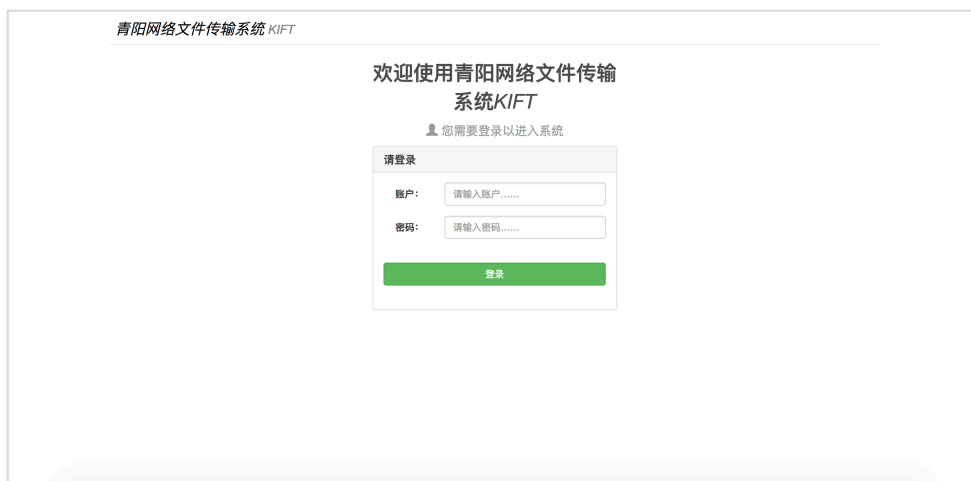 青阳网络文件传输系统 KIFT
欢迎使用青阳网络文件传输
系统KIFT
您需要登录以进入系统
请登录
账户：
请输入账户……
密码：
请输入密码……
登录